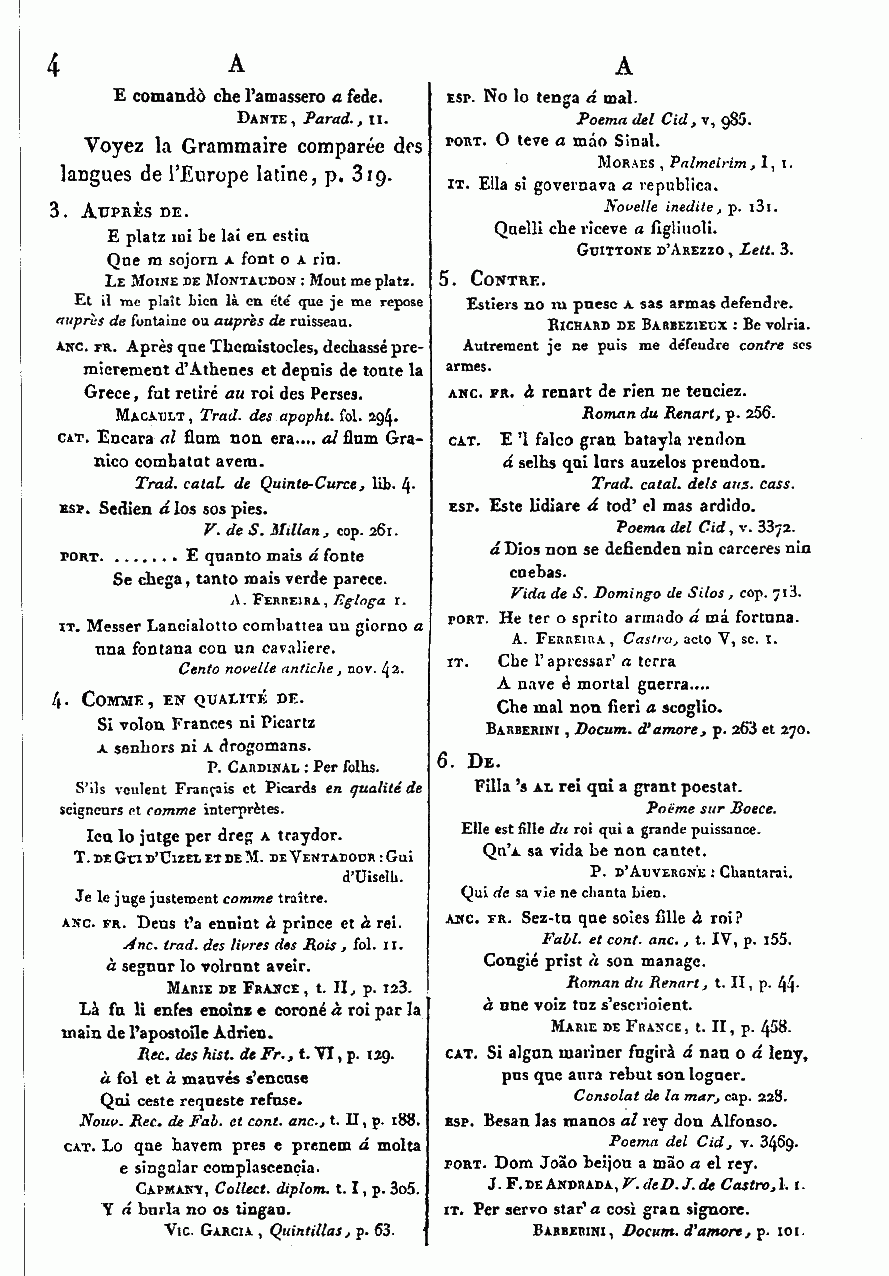 4 A A
E comandò che l'amassero a fede.
DANTE, Parad., 11.
Voyez la Grammaire comparée des
langues de l'Europe latine, p. 319.
3. AUPRÈS DE.
E platz mi be lai en estiu
Que m sojorn A font o A riu.
LE MOINE DE MONTAUDON : Mout me platz.
Et il me plaît bien là en été que je me repose
auprès de fontaine ou auprès de ruisseau.
ANC. FR. Après que Themistocles, dechassé pre-
mierement d'Athenes et depuis de toute la
Grece, fut retiré au roi des Perses.
MACAULT, Trad. des apopht. fol. 294.
CAT. Encara al flum non era.... al flum Gra-
nico combatut avem.
Trad. catal. de Quinte-Curce, lib. 4.
ESP. Sedien á los sos pies.
V. de S. Millan, cop. 261.
PORT. ....... E quanto mais á fonte
Se chega, tanto mais verde parece.
A. FERREIRA, Egloga 1.
IT. Messer Lancialotto combattea un giorno a
una fontana con un cavaliere.
Cento novelle antiche, nov. 42.
4. COMME, EN QUALITÉ DE.
Si volon Frances ni Picartz
A senhors ni A drogomans.
P. CARDINAL : Per folhs.
S'ils veulent Français et Picards en qualité de
seigneurs et comme interprètes.
Ieu lo jutge per dreg A traydor.
T. DE GUI D'UIZEL ET DE M. DE VENTADOUR : Gui
d'Uiselh.
Je le juge justement comme traître.
ANC. FR. Deus t'a enuint à prince et à rei.
Anc. trad. des livres des Rois, fol. 11.
à segnur lo volrunt aveir.
MARIE DE FRANCE, t. II, p. 123.
Là fu li enfes enoinz e coroné à roi par la
main de l'apostoile Adrien.
Rec. des hist. de Fr., t. VI, p. 129.
à fol et à mauvés s'encuse
Qui ceste requeste refuse.
Nouv. Rec. de Fab. et cont. anc., t. II, p. 188.
CAT. Lo que havem pres e prenem á molta
e singular complascencia.
CAPMANY, Collect. diplom. t. I, p. 305.
Y á burla no os tingau.
VIC. GARCIA, Quintillas, p. 63.
ESP. No lo tenga á mal.
Poema del Cid, v, 985.
PORT. O teve a máo Sinal.
MORAES, Palmeirim, I, 1.
IT. Ella si governava a republica.
Novelle inedite, p. 131.
Quelli che riceve a figliuoli.
GUITTONE D'AREZZO, Lett. 3.
5. CONTRE.
Estiers no m puesc A sas armas defendre.
RICHARD DE BARBEZIEUX : Be volria.
Autrement je ne puis me défendre contre ses
armes.
ANC. FR. à renart de rien ne tenciez.
Roman du Renart, p. 256.
CAT. E 'l falco gran batayla rendon
á selhs qui lurs auzelos prendon.
Trad. catal. dels auz. cass.
ESP. Este lidiare á tod' el mas ardido.
Poema del Cid, v. 3372.
á Dios non se defienden nin carceres nin
cuebas.
Vida de S. Domingo de Silos, cop. 713.
PORT. He ter o sprito armado á má fortuna.
A. FERREIRA, Castro, acto V, sc. 1.
IT. Che l'apressar' a terra
A nave è mortal guerra....
Che mal non fieri a scoglio.
BARBERINI, Docum. d'amore, p. 263 et 270.
6. DE.
Filla 's AL rei qui a grant poestat.
Poëme sur Boece.
Elle est fille du roi qui a grande puissance.
Qu'A sa vida be non cantet.
P. D'AUVERGNE : Chantarai.
Qui de sa vie ne chanta bien.
ANC. FR. Sez-tu que soies fille à roi?
Fabl. et cont. anc., t. IV, p. 155.
Congié prist à son manage.
Roman du Renart, t. II, p. 44.
à une voiz tuz s'escrioient.
MARIE DE FRANCE, t. II, p. 458.
CAT. Si algun mariner fugirà á nau o á leny,
pus que aura rebut son loguer.
Consolat de la mar, cap. 228.
ESP. Besan las manos al rey don Alfonso.
Poema del Cid, v. 3469.
PORT. Dom João beijou a mão a el rey.
J. F. DE ANDRADA, V. de D. J. de Castro, l. 1.
IT. Per servo star' a così gran signore.
BARBERINI, Docum. d'amore, p. 101.